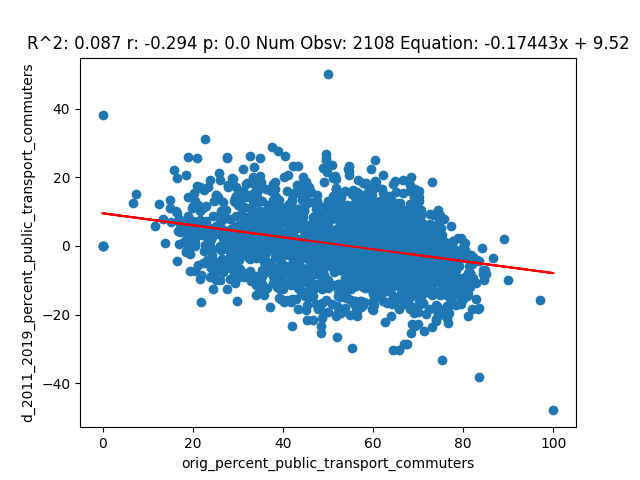 R^2: 0.087 r: -0.294 p: 0.0 Num Obsv: 2108 Equation: -0.17443x + 9.52
d_2011_2019_percent_public_transport_commuters
40
20
0
−20
−40
0 20 40 60 80 100
orig_percent_public_transport_commuters